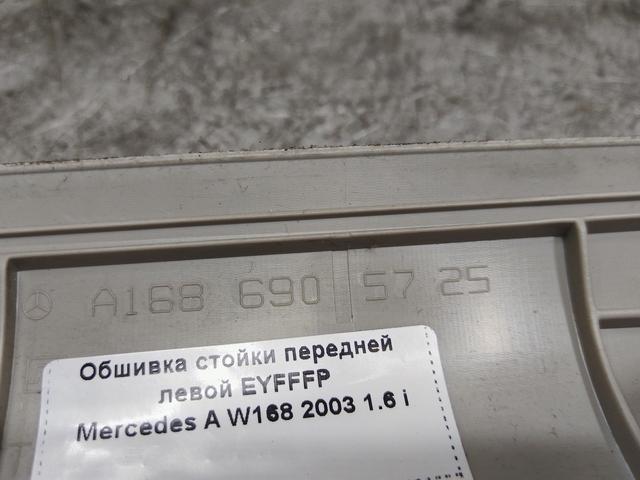 A168 690 57 25
Обшивка стойки передней
левой EYFFFP
Mercedes A W168 2003 1.6 i